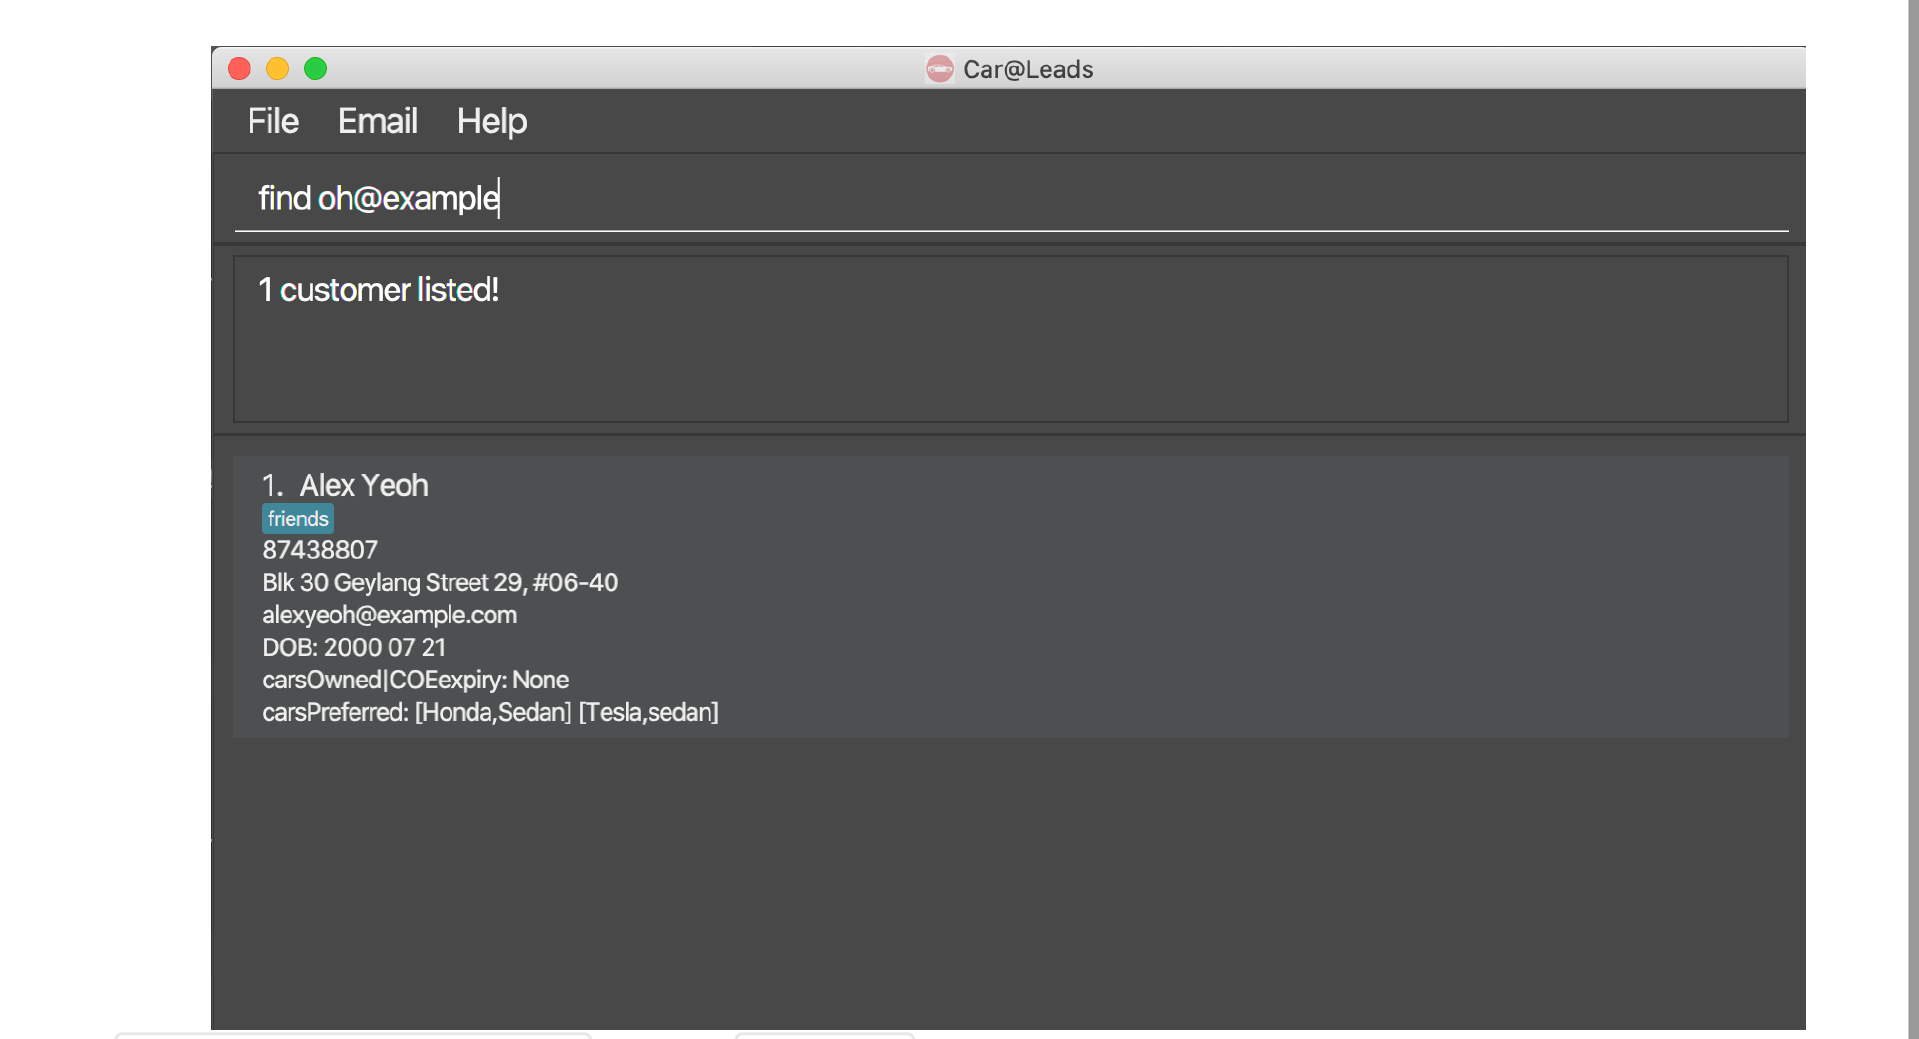 Car@Leads
File Email Help
find oh@example
1 customer listed!
1. Alex Yeoh
friends
87438807
Blk 30 Geylang Street 29, #06-40
alexyeoh@example.com
DOB: 2000 07 21
carsOwned|COEexpiry: None
carsPreferred: [Honda,Sedan] [Tesla,sedan]